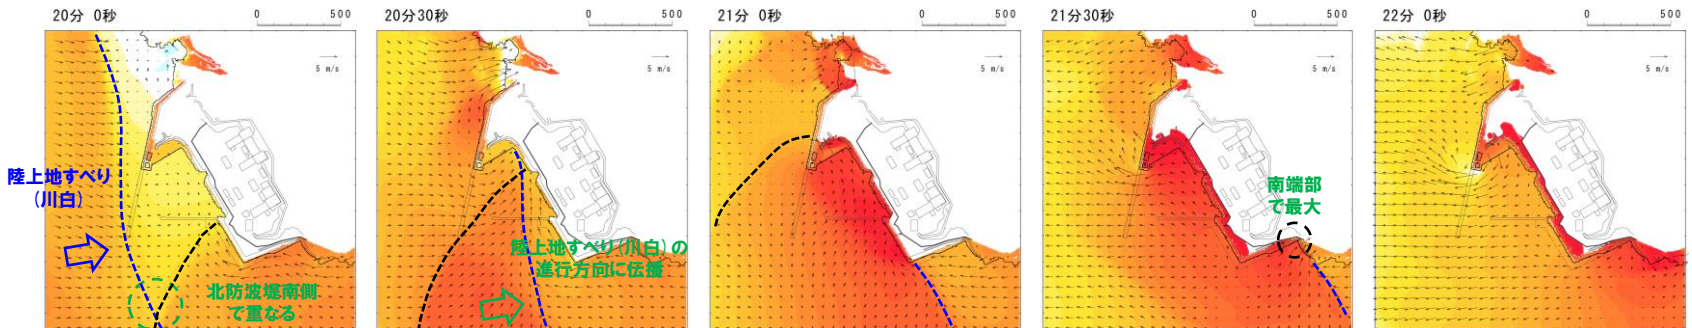 20分 0秒
0 500
5 m/s
陸上地すべり
(川白)
北防波堤南側
で重なる
20分30秒
0 500
5 m/s
陸上地すべり(川白)の
進行方向に伝播
21分 0秒
0 500
5 m/s
21分30秒
0 500
5 m/s
南端部
で最大
22分 0秒
0 500
5 m/s